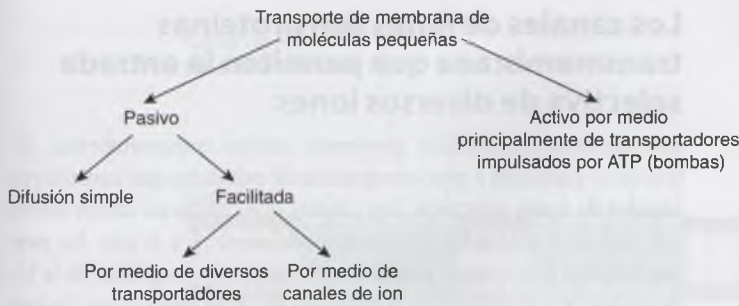 Transporte de membrana de
moléculas pequeñas
Pasivo
Activo por medio
principalmente de transportadores
impulsados por ATP (bombas)
Difusión simple
Facilitada
Por medio de diversos
transportadores
Por medio de
canales de ion